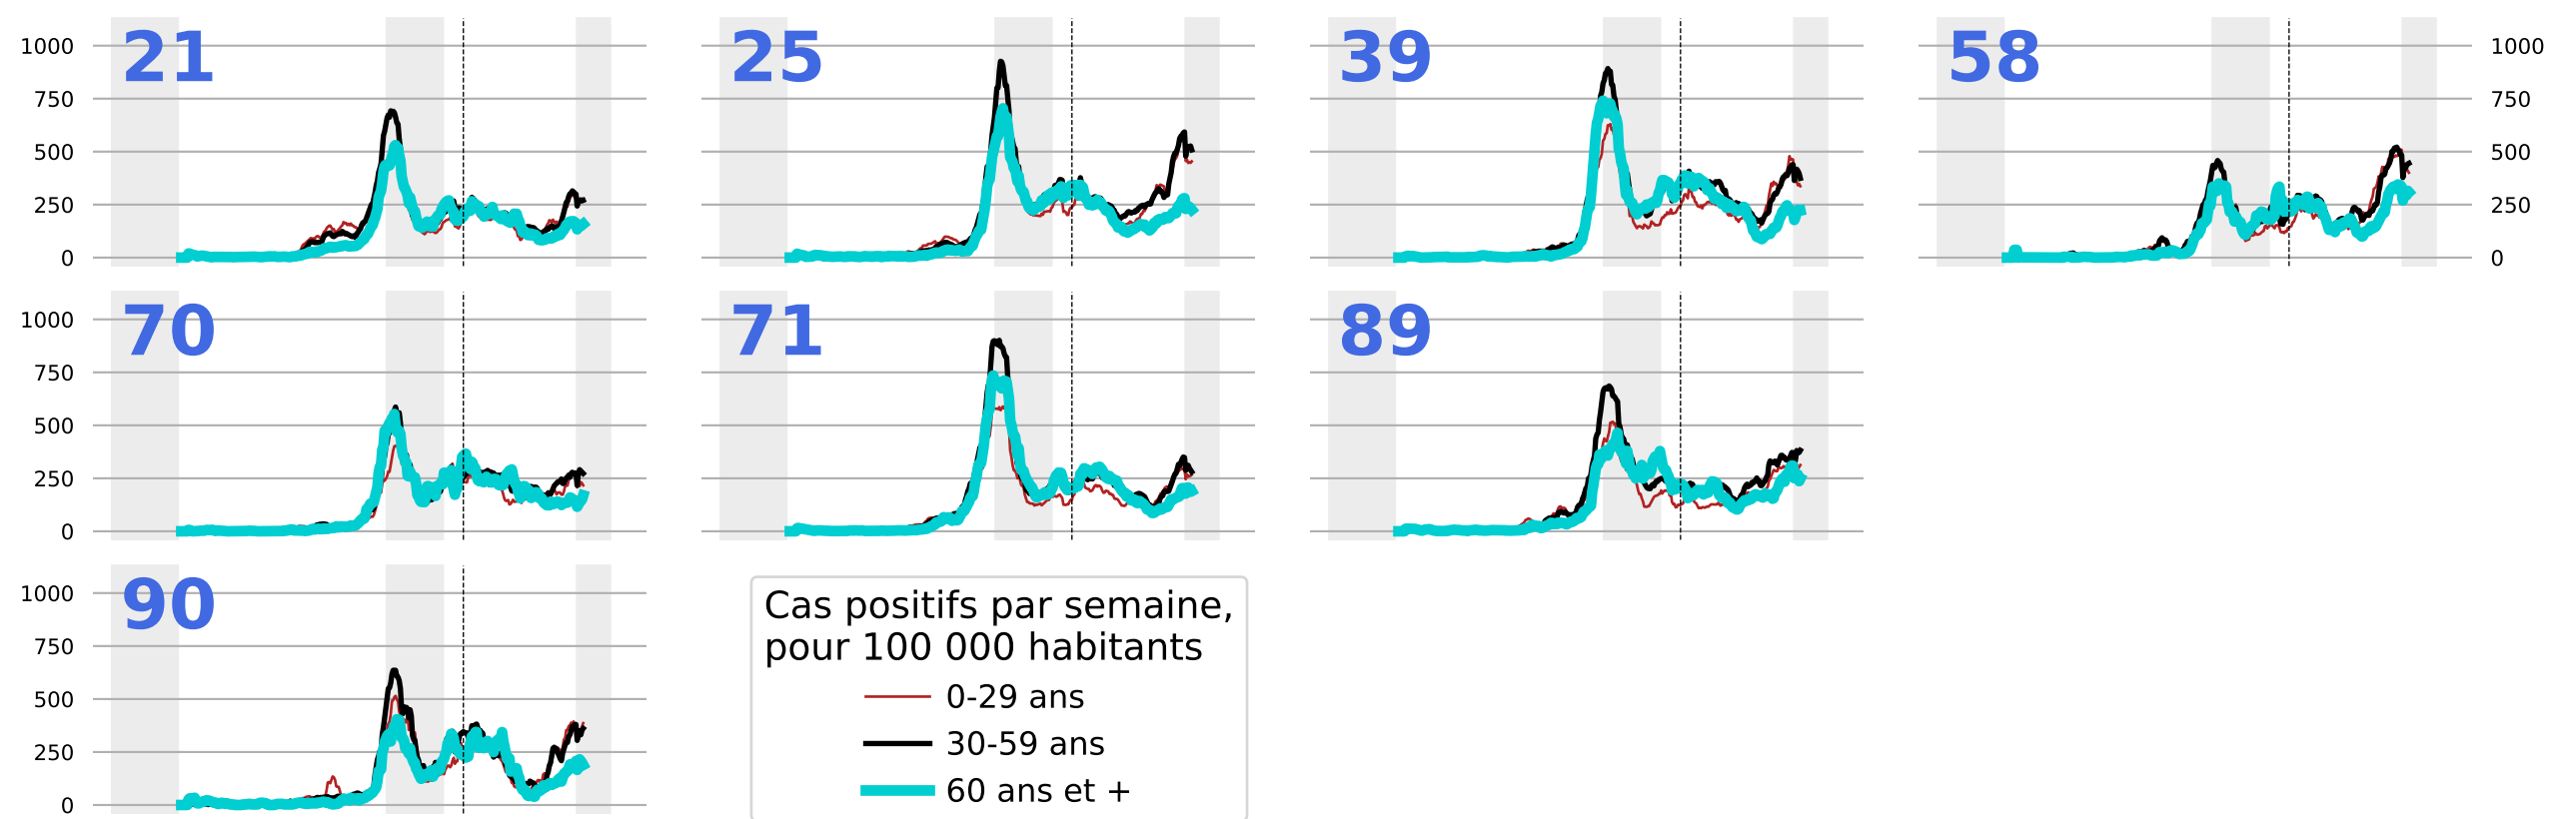 21 25 39 58
1000 1000
750 750
500 500
250 250
0 0
70 71 89
1000
750
500
250
0
90
1000
750
500
250
0
Cas positifs par semaine,
pour 100 000 habitants
0-29 ans
30-59 ans
60 ans et +